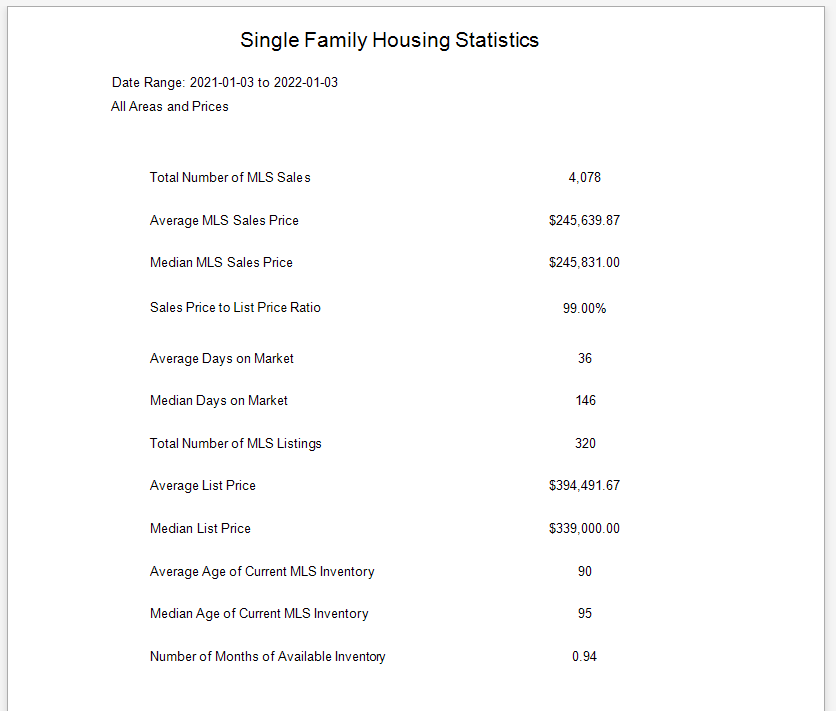 Single Family Housing Statistics
Date Range: 2021-01-03 to 2022-01-03
All Areas and Prices
Total Number of MLS Sales 4,078
Average MLS Sales Price $245,639.87
Median MLS Sales Price $245,831.00
Sales Price to List Price Ratio 99.00%
Average Days on Market 36
Median Days on Market 146
Total Number of MLS Listings 320
Average List Price $394,491.67
Median List Price $339,000.00
Average Age of Current MLS Inventory 90
Median Age of Current MLS Inventory 95
Number of Months of Available Inventory 0.94